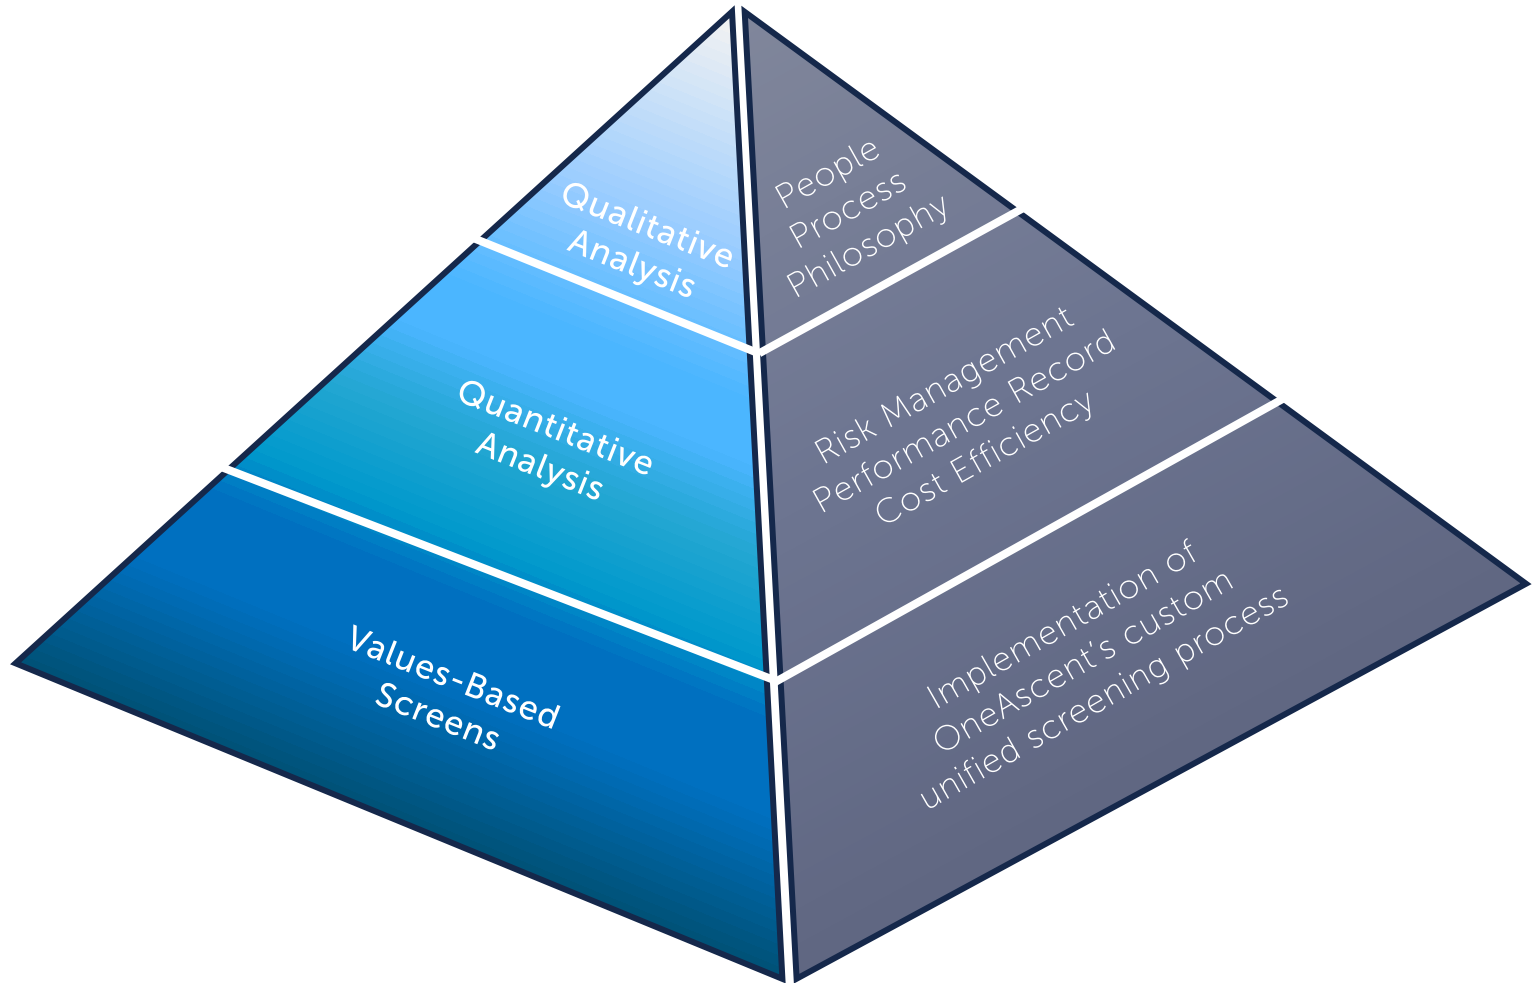 Qualitative
Analysis
People
Process
Philosophy
Quantitative
Analysis
Risk Management
Performance Record
Cost Efficiency
Values-Based
Screens
Implementation of
OneAscent's custom
unified screening process